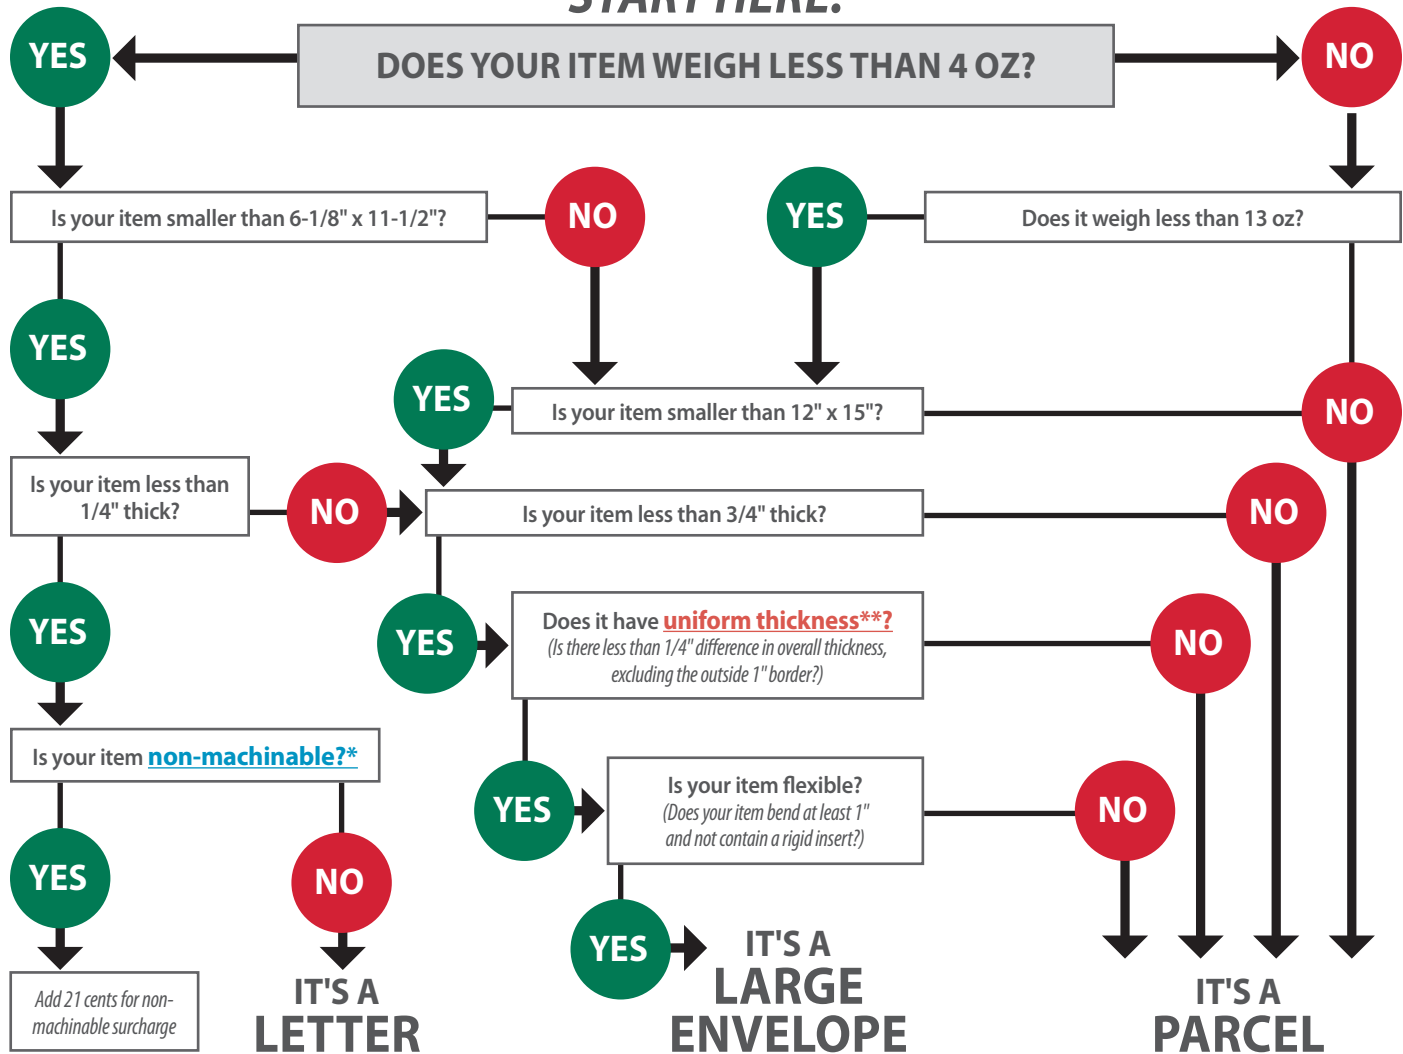 START HERE:
YES
DOES YOUR ITEM WEIGH LESS THAN 4 OZ?
NO
Is your item smaller than 6-1/8" x 11-1/2"?
NO
YES
Does it weigh less than 13 oz?
YES
YES
Is your item smaller than 12" x 15"?
NO
Is your item less than
1/4" thick?
NO
Is your item less than 3/4" thick?
NO
YES
YES
Does it have uniform thickness**?
(Is there less than 1/4" difference in overall thickness,
excluding the outside 1" border?)
NO
Is your item non-machinable?*
YES
Is your item flexible?
(Does your item bend at least 1"
and not contain a rigid insert?)
NO
YES
NO
YES
Add 21 cents for non-
machinable surcharge
IT'S A
LETTER
IT'S A
LARGE
ENVELOPE
IT'S A
PARCEL